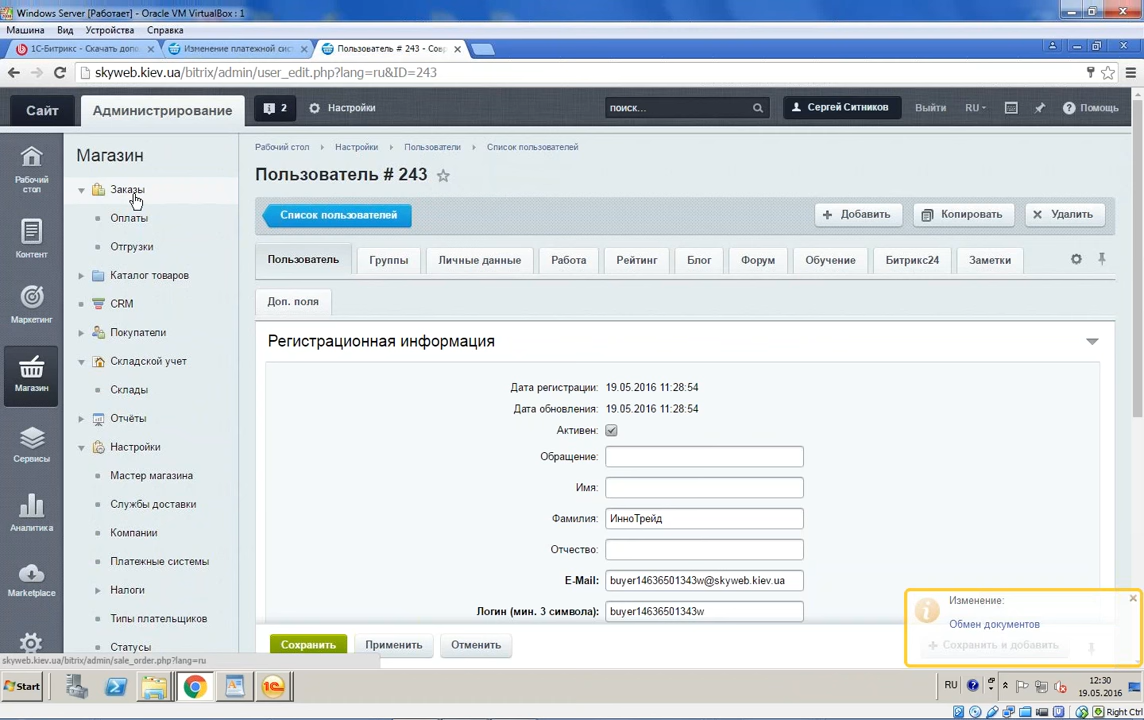 Windows Server [Работает] - Oracle VM VirtualBox : 1
Машина Вид Устройства Справка
1С-Битрикс - Скачать допо
Изменение платежной сис
Пользователь # 243 - Совр
skyweb.kiev.ua/bitrix/admin/user_edit.php?lang=ru&ID=243
Сайт
Администрирование
2
Настройки
поиск...
Сергей Ситников
Выйти
RU
Помощь
Рабочий стол
Контент
Маркетинг
Магазин
Сервисы
Аналитика
Marketplace
Магазин
Заказы
Оплаты
Отгрузки
Каталог товаров
CRM
Покупатели
Складской учет
Склады
Отчёты
Настройки
Мастер магазина
Службы доставки
Компании
Платежные системы
Налоги
Типы плательщиков
Статусы
Рабочий стол Настройки Пользователи Список пользователей
Пользователь # 243
Список пользователей
Добавить
Копировать
Удалить
Пользователь Группы Личные данные Работа Рейтинг Блог Форум Обучение Битрикс24 Заметки
Доп. поля
Регистрационная информация
Дата регистрации: 19.05.2016 11:28:54
Дата обновления: 19.05.2016 11:28:54
Активен:
Обращение:
Имя:
Фамилия: ИнноТрейд
Отчество:
E-Mail: buyer14636501343w@skyweb.kiev.ua
Логин (мин. 3 символа): buyer14636501343w
Изменение:
Обмен документов
Сохранить и добавить
Сохранить
Применить
Отменить
skyweb.kiev.ua/bitrix/admin/sale_order.php?lang=ru
Start
RU
12:30
19.05.2016
Right Ctrl